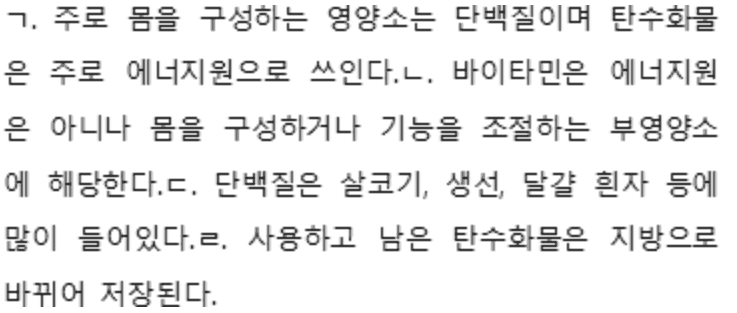 ㄱ. 주로 몸을 구성하는 영양소는 단백질이며 탄수화물
은 주로 에너지원으로 쓰인다.ㄴ. 바이타민은 에너지원
은 아니나 몸을 구성하거나 기능을 조절하는 부영양소
에 해당한다.ㄷ. 단백질은 살코기, 생선, 달걀 흰자 등에
많이 들어있다.ㄹ. 사용하고 남은 탄수화물은 지방으로
바뀌어 저장된다.